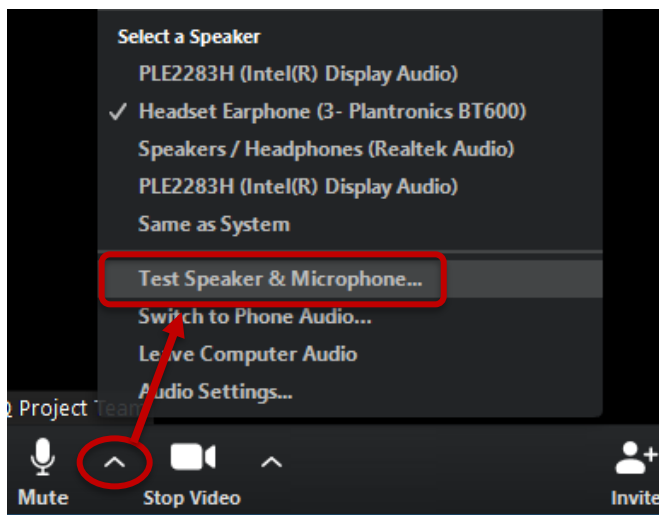 Select a Speaker
PLE2283H (Intel(R) Display Audio)
Headset Earphone (3- Plantronics BT600)
Speakers / Headphones (Realtek Audio)
PLE2283H (Intel(R) Display Audio)
Same as System
Test Speaker & Microphone...
Switch to Phone Audio...
Leave Computer Audio
Audio Settings...
Q Project Team
Mute
Stop Video
Invite